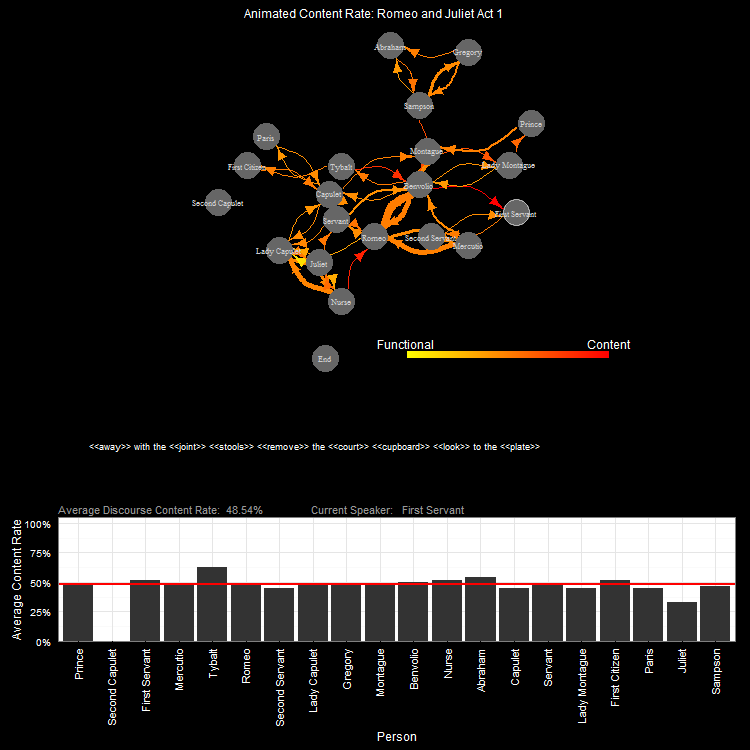 Animated Content Rate: Romeo and Juliet Act 1
Abraham
Gregory
Sampson
Prince
Paris
Montague
First Citizen
Tybalt
Lady Montague
Capulet
Benvolio
Second Capulet
First Servant
Servant
Romeo
Second Servant
Mercutio
Lady Capulet
Juliet
Nurse
Functional
Content
End
<<away>> with the <<joint>> <<stools>> <<remove>> the <<court>> <<cupboard>> <<look>> to the <<plate>>
Average Discourse Content Rate: 48.54%
Current Speaker: First Servant
Average Content Rate
100%
75%
50%
25%
0%
Prince
Second Capulet
First Servant
Mercutio
Tybalt
Romeo
Second Servant
Lady Capulet
Gregory
Montague
Benvolio
Nurse
Abraham
Capulet
Servant
Lady Montague
First Citizen
Paris
Juliet
Sampson
Person